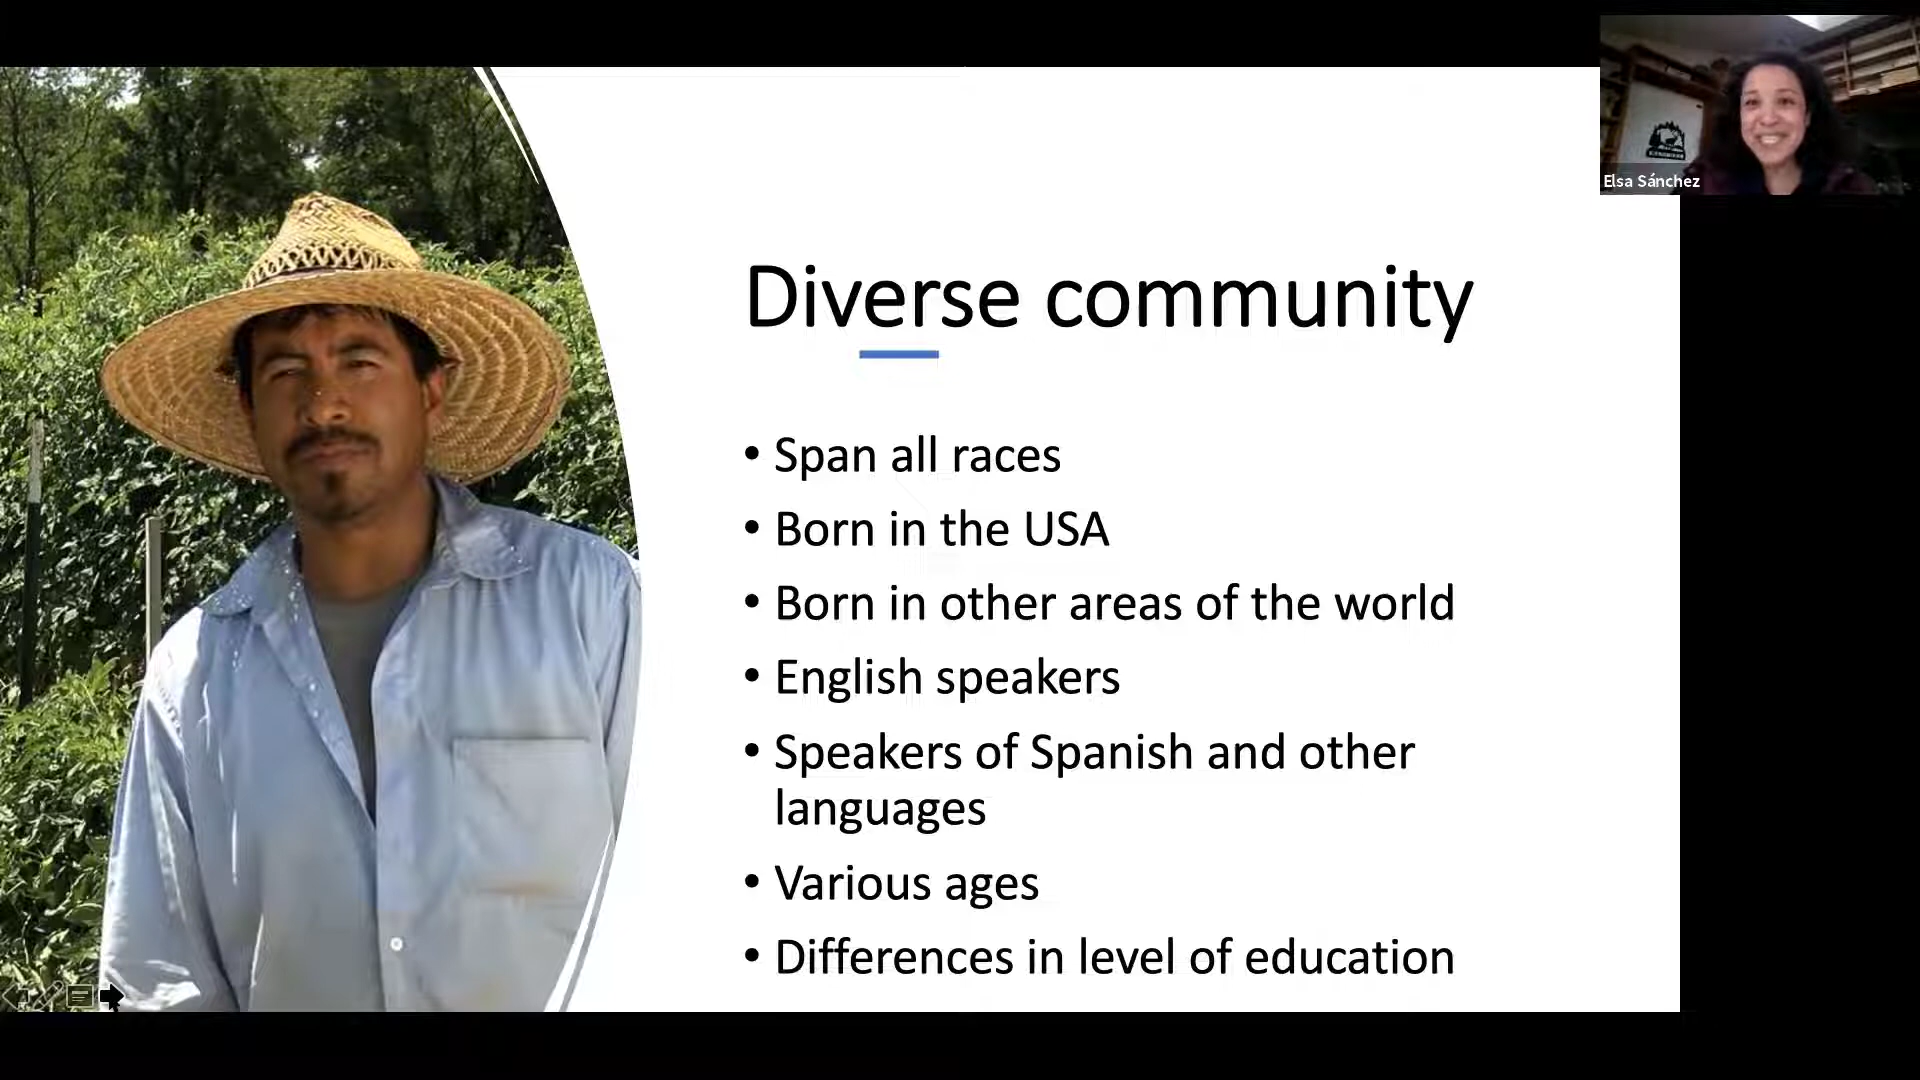 Elsa Sánchez
Diverse community
• Span all races
• Born in the USA
• Born in other areas of the world
• English speakers
• Speakers of Spanish and other
languages
• Various ages
• Differences in level of education